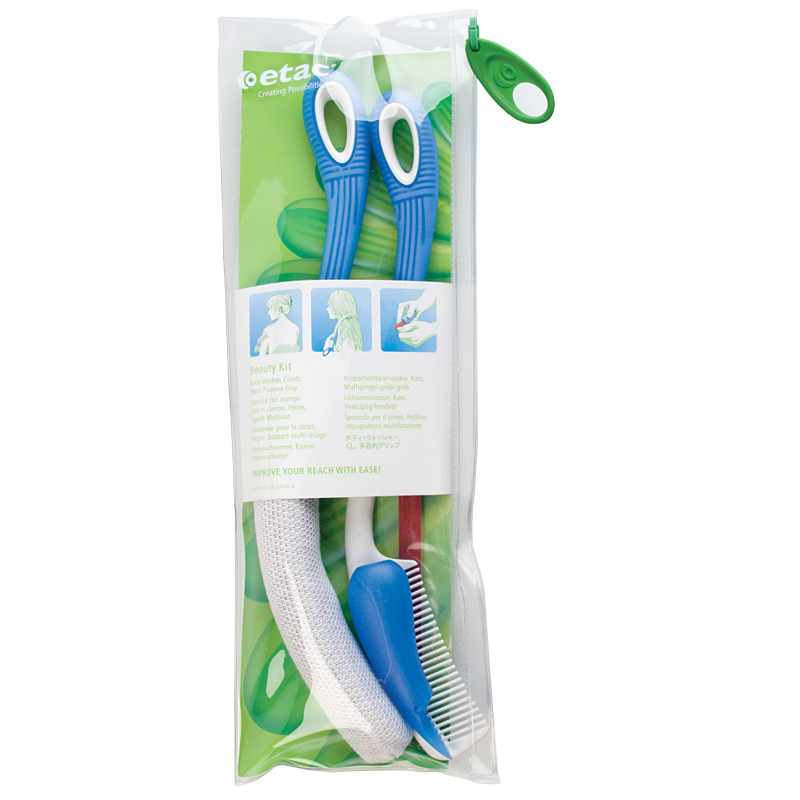 etac
Creating Possibilities
Beauty Kit
Body Washer, Comb,
Multi Purpose Grip
Esponja con mango
para el cuerpo, Peine,
Agarre Multiuso
pour le corps,
Peigne, Support multi-usage
Körperschwamm, Kamm,
Universalhalter
Kroppstvättare/-vasker, Kam,
Multigrepp/ grep/ greb
Lichaamswasser, Kam,
Veelzijdig handvat
Spazzola per il corpo, Pettine,
Impugnatura multifunzione
ボディ・ウォッシャー、
くし、多目的グリップ
IMPROVE YOUR REACH WITH EASE!